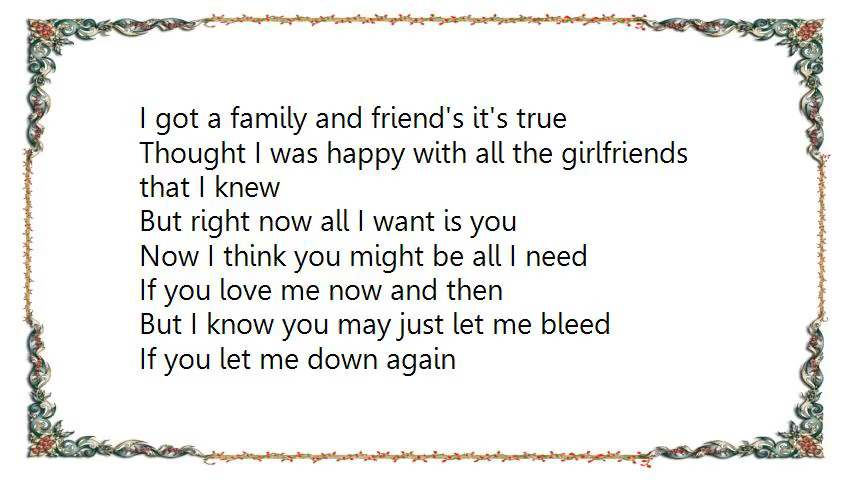 I got a family and friend's it's true
Thought I was happy with all the girlfriends
that I knew
But right now all I want is you
Now I think you might be all I need
If you love me now and then
But I know you may just let me bleed
If you let me down again